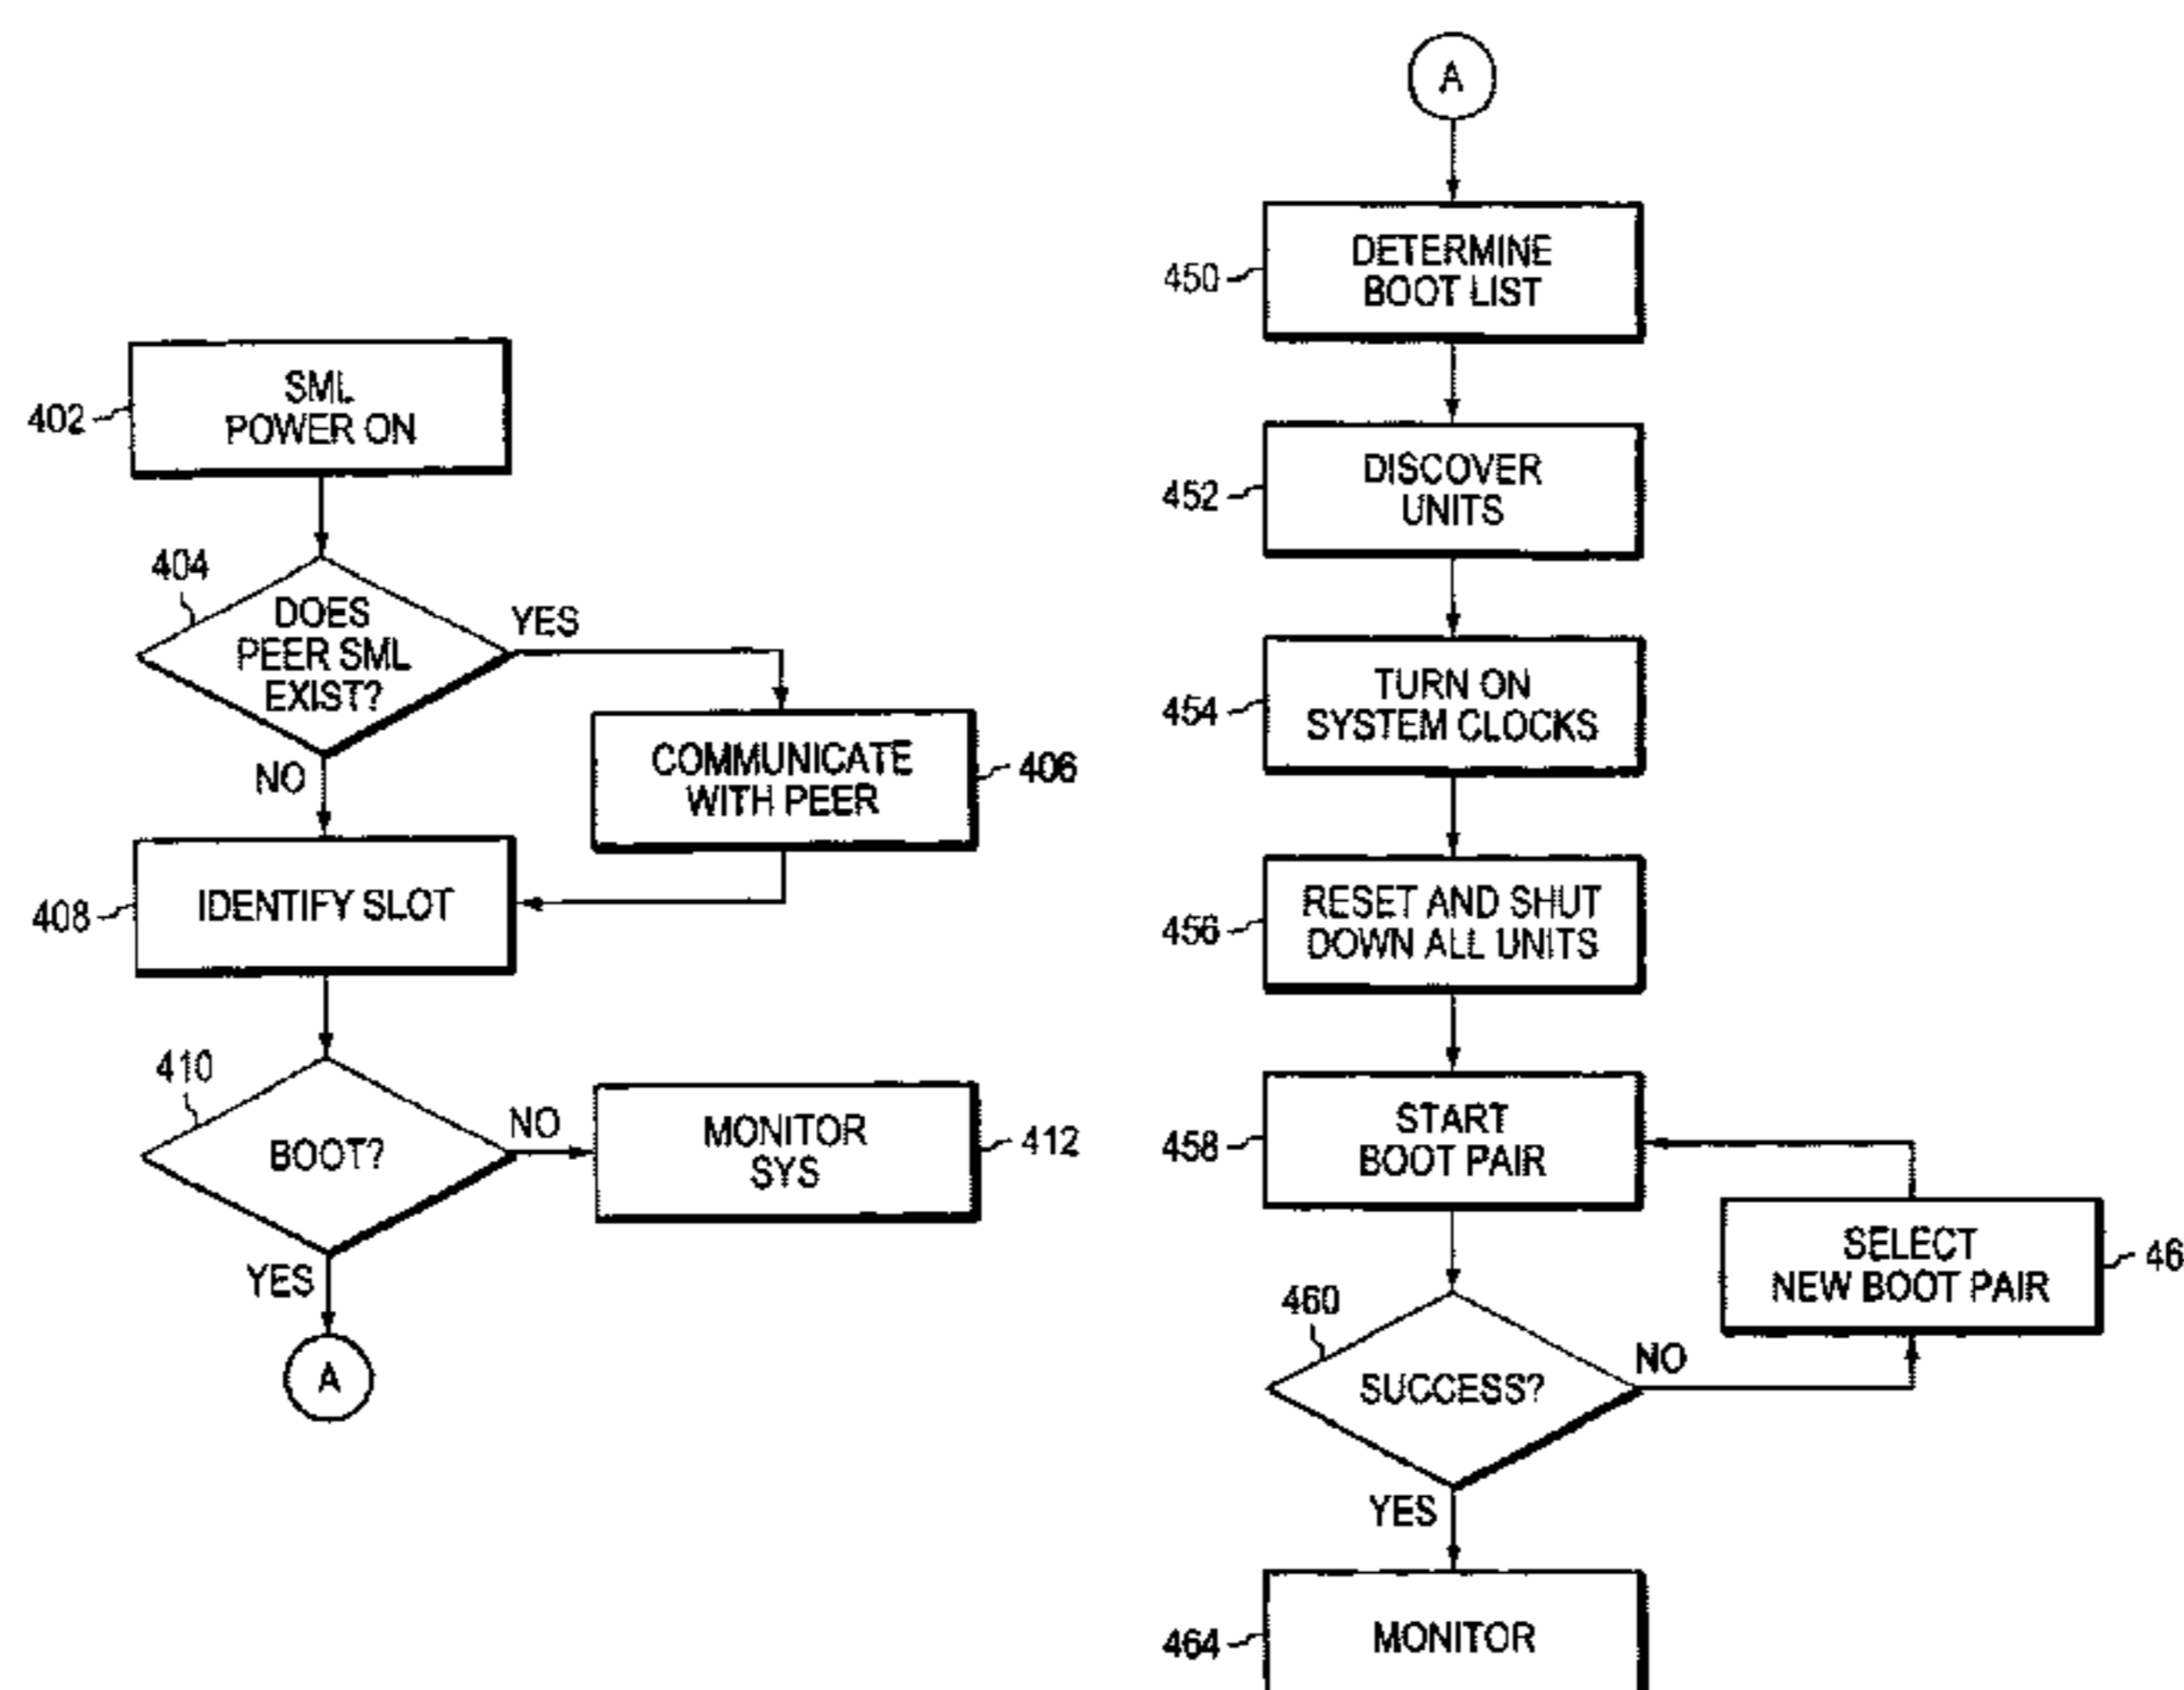 402
SML
POWER ON
404
DOES
PEER SML
EXIST?
YES
NO
COMMUNICATE
WITH PEER
406
408
IDENTIFY SLOT
410
BOOT?
NO
MONITOR
SYS
412
YES
A
A
450
DETERMINE
BOOT LIST
452
DISCOVER
UNITS
454
TURN ON
SYSTEM CLOCKS
456
RESET AND SHUT
DOWN ALL UNITS
458
START
BOOT PAIR
SELECT
NEW BOOT PAIR
46
460
SUCCESS?
NO
YES
464
MONITOR